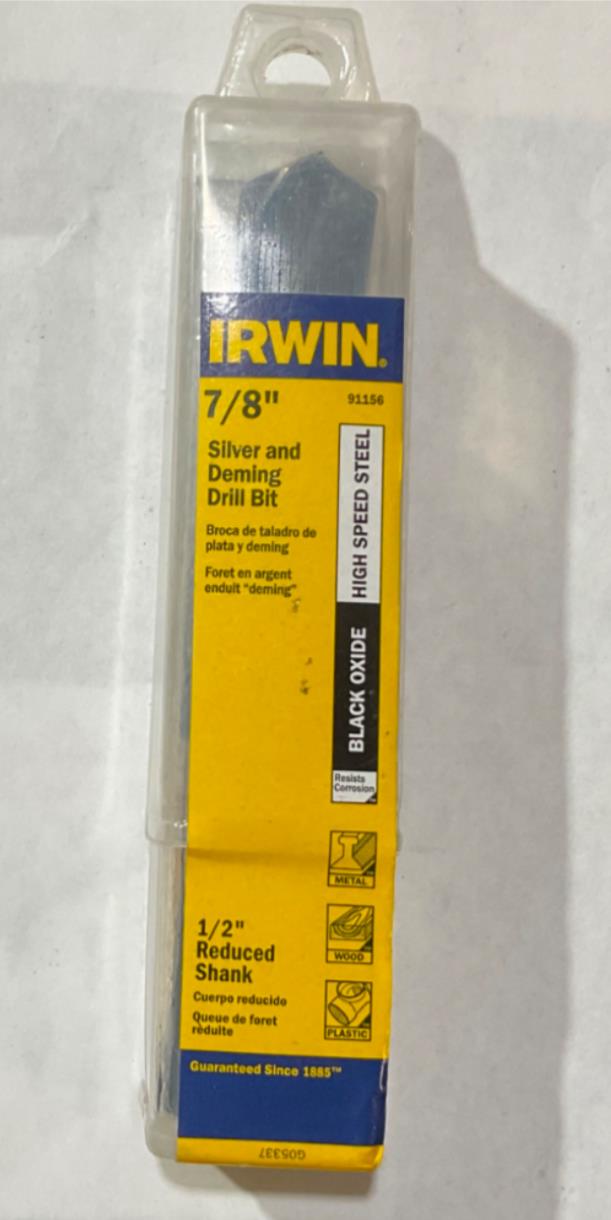 IRWIN®
7/8"
91156
Silver and
Deming
Drill Bit
Broca de taladro de
plata y deming
Foret en argent
enduit "deming"
HIGH SPEED STEEL
BLACK OXIDE
Resists
Corrosion™
METAL
WOOD
PLASTIC
1/2"
Reduced
Shank
Cuerpo reducido
Queue de foret
réduite
Guaranteed Since 1885™
G05337